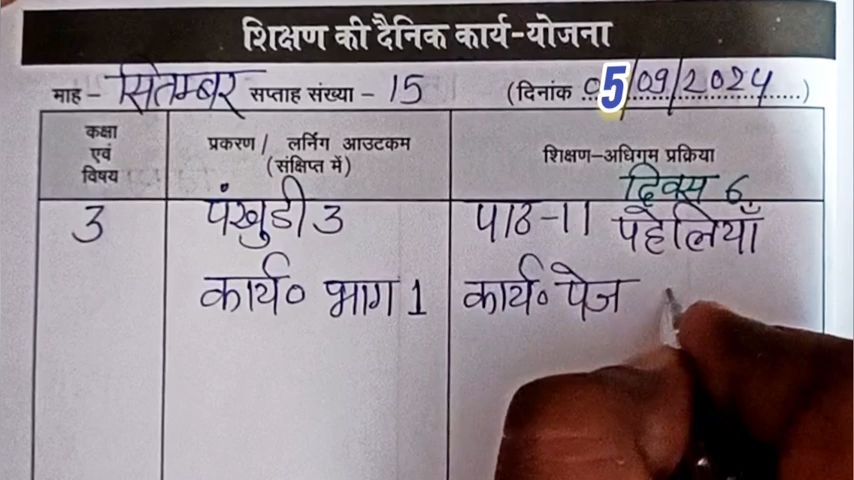 शिक्षण की दैनिक कार्य-योजना
माह - सितम्बर सप्ताह संख्या - 15 (दिनांक 05/09/2024)
कक्षा एवं विषय
प्रकरण / लर्निंग आउटकम (संक्षिप्त में)
शिक्षण-अधिगम प्रक्रिया
दिवस 6.
3 पंखुडी 3 पाठ-11 पहेलियाँ
कार्य० भाग 1 कार्य० पेज